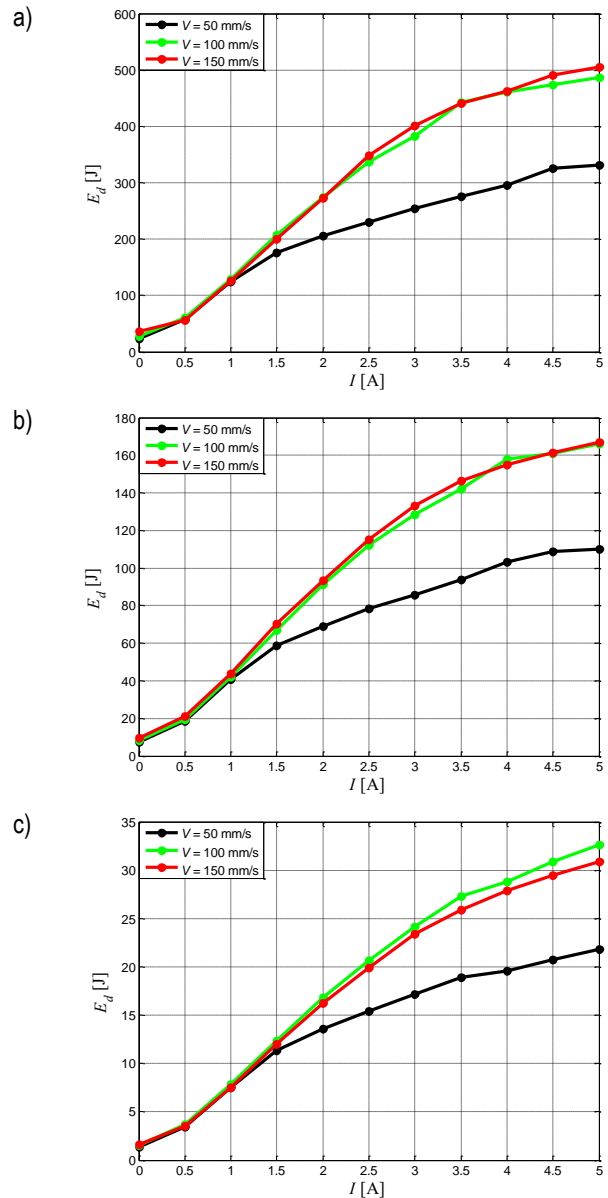 a)
600
500
400
300
200
100
0
E_d [J]
V = 50 mm/s
V = 100 mm/s
V = 150 mm/s
0 0.5 1 1.5 2 2.5 3 3.5 4 4.5 5
I [A]
b)
180
160
140
120
100
80
60
40
20
0
E_d [J]
V = 50 mm/s
V = 100 mm/s
V = 150 mm/s
0 0.5 1 1.5 2 2.5 3 3.5 4 4.5 5
I [A]
c)
35
30
25
20
15
10
5
0
E_d [J]
V = 50 mm/s
V = 100 mm/s
V = 150 mm/s
0 0.5 1 1.5 2 2.5 3 3.5 4 4.5 5
I [A]